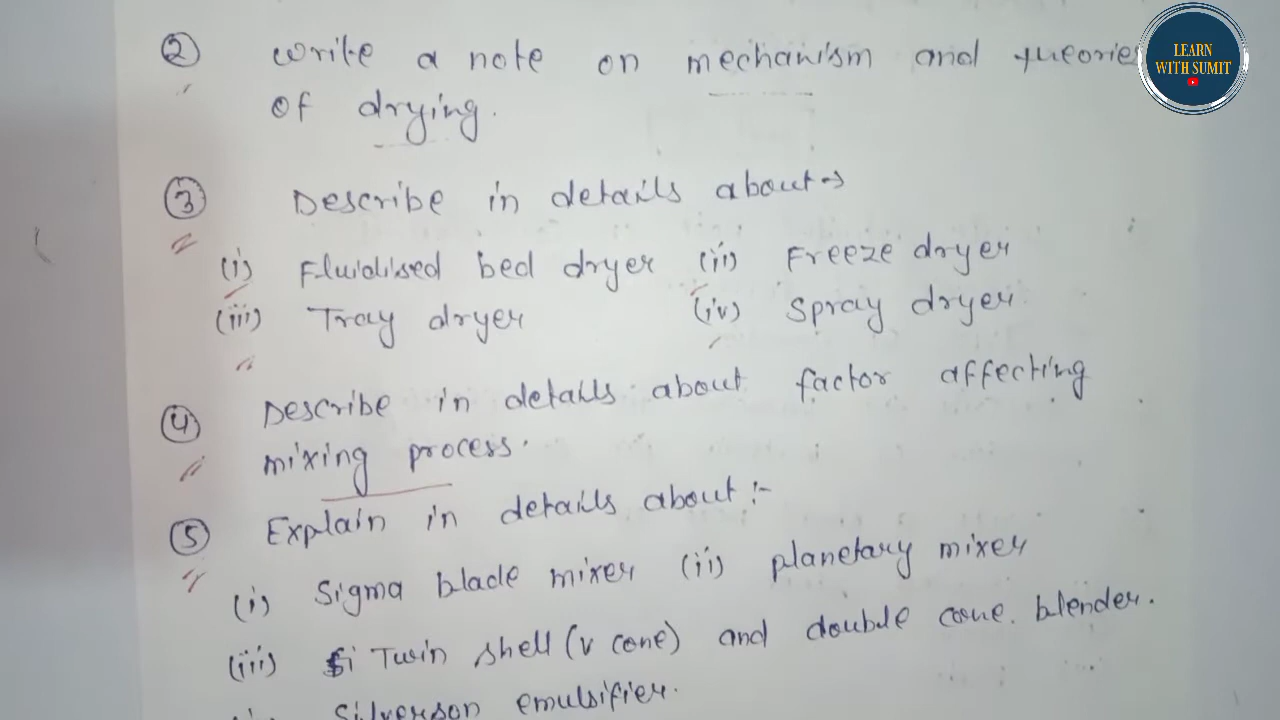 ② Write a note on mechanism and theories
of drying.
③ Describe in details about→
(i) Fluidised bed dryer (ii) Freeze dryer
(iii) Tray dryer (iv) Spray dryer
④ Describe in details about factor affecting
mixing process.
⑤ Explain in details about :-
(i) Sigma blade mixer (ii) planetary mixer
(iii) Twin shell (v cone) and double cone. blender.
Silverson emulsifier.
LEARN
WITH SUMIT